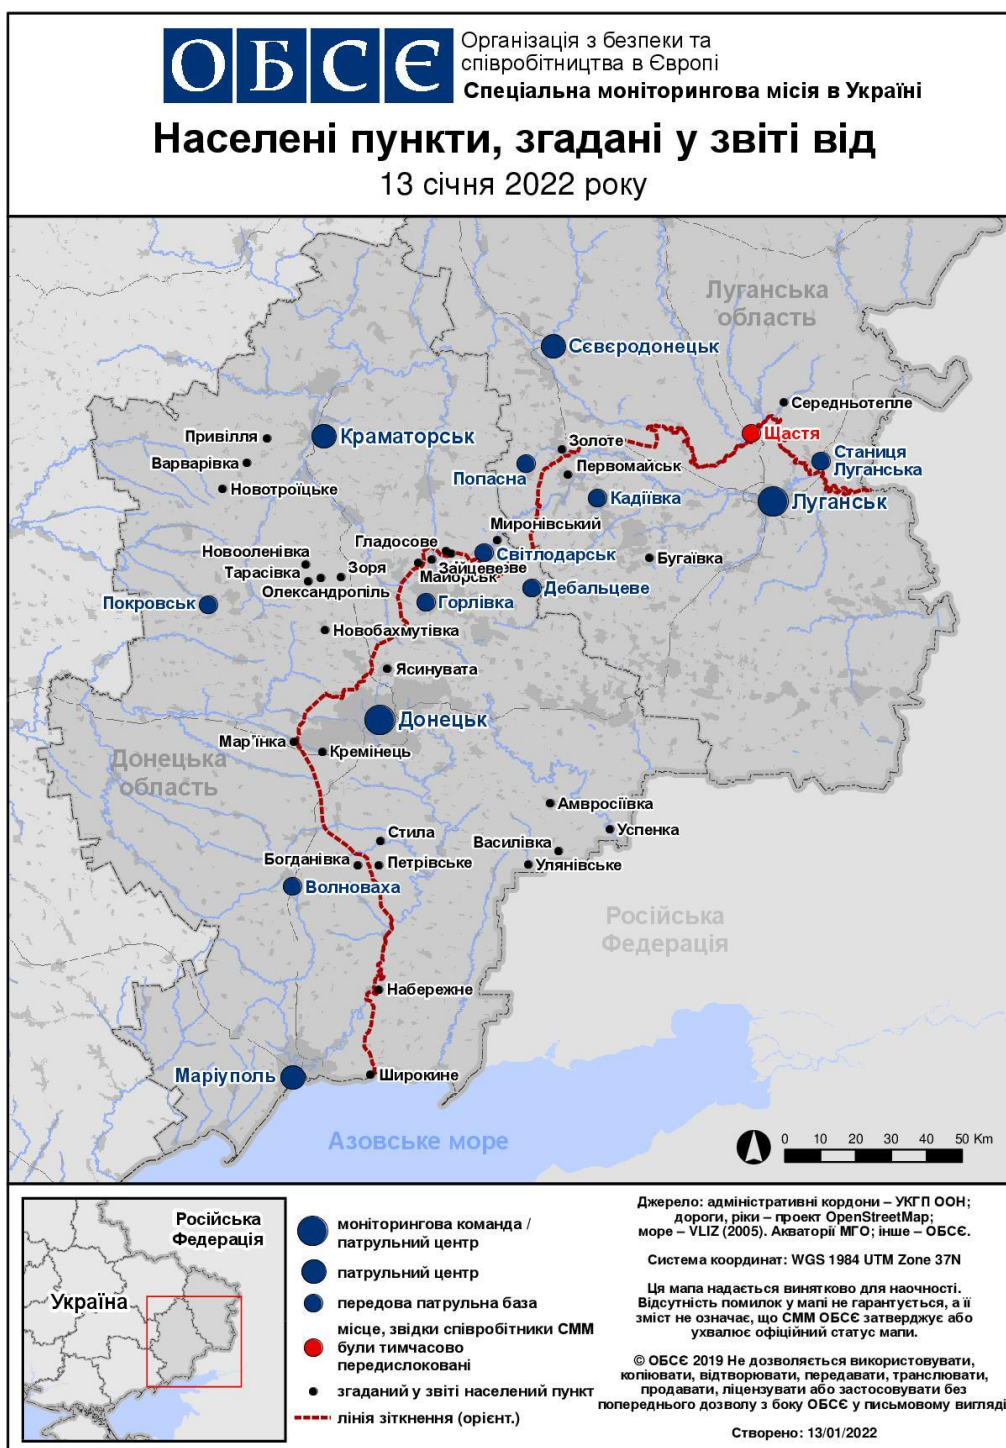 ОБСЄ
Організація з безпеки та
співробітництва в Європі
Спеціальна моніторингова місія в Україні
Населені пункти, згадані у звіті від
13 січня 2022 року
Луганська
область
Сєвєродонецьк
Середньотепле
Щастя
Привілля
Краматорськ
Золоте
Станиця
Луганська
Варварівка
Первомайськ
Попасна
Новотроїцьке
Кадіївка
Луганськ
Миронівський
Гладосове
Світлодарськ
Новооленівка
Зайцеве
Бугаївка
Тарасівка
Зоря
Майорськ
Олександропіль
Дебальцеве
Покровськ
Горлівка
Новобахмутівка
Ясинувата
Донецьк
Мар'їнка
Кремінець
Донецька
область
Амвросіївка
Стила
Успенка
Василівка
Богданівка
Петрівське
Улянівське
Волноваха
Російська
Федерація
Набережне
Маріуполь
Широкине
Азовське море
0 10 20 30 40 50 Km
Російська
Федерація
Україна
моніторингова команда /
патрульний центр
патрульний центр
передова патрульна база
місце, звідки співробітники СММ
були тимчасово
передислоковані
згаданий у звіті населений пункт
лінія зіткнення (орієнт.)
Джерело: адміністративні кордони – УКГП ООН;
дороги, ріки – проект OpenStreetMap;
море – VLIZ (2005). Акваторії МГО; інше – ОБСЄ.
Система координат: WGS 1984 UTM Zone 37N
Ця мапа надається винятково для наочності.
Відсутність помилок у мапі не гарантується, а її
зміст не означає, що СММ ОБСЄ затверджує або
ухвалює офіційний статус мапи.
© ОБСЄ 2019 Не дозволяється використовувати,
копіювати, відтворювати, передавати, транслювати,
продавати, ліцензувати або застосовувати без
попереднього дозволу з боку ОБСЄ у письмовому вигляді
Створено: 13/01/2022